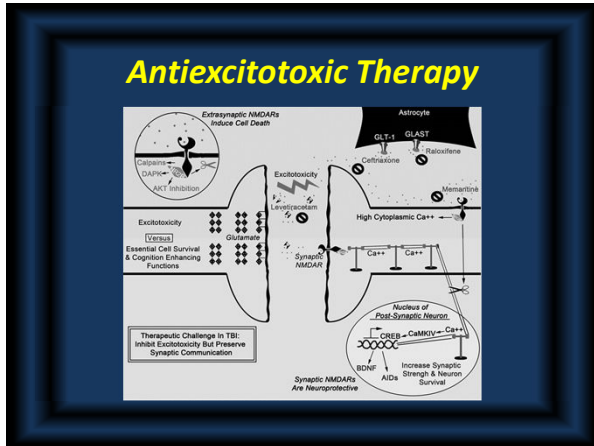 Antiexcitotoxic Therapy
Extrasynaptic NMDARs
Induce Cell Death
Calpains
DAPK
AKT Inhibition
Astrocyte
GLT-1
GLAST
Ceftriaxone
Raloxifene
Memantine
Excitotoxicity
Levetiracetam
High Cytoplasmic Ca++
Excitotoxicity
Versus
Essential Cell Survival
& Cognition Enhancing
Functions
Glutamate
Synaptic
NMDAR
Ca++
Ca++
Therapeutic Challenge In TBI:
Inhibit Excitotoxicity But Preserve
Synaptic Communication
Nucleus of
Post-Synaptic Neuron
CREB
CaMKIV
Ca++
BDNF
AIDs
Increase Synaptic
Strengh & Neuron
Survival
Synaptic NMDARs
Are Neuroprotective